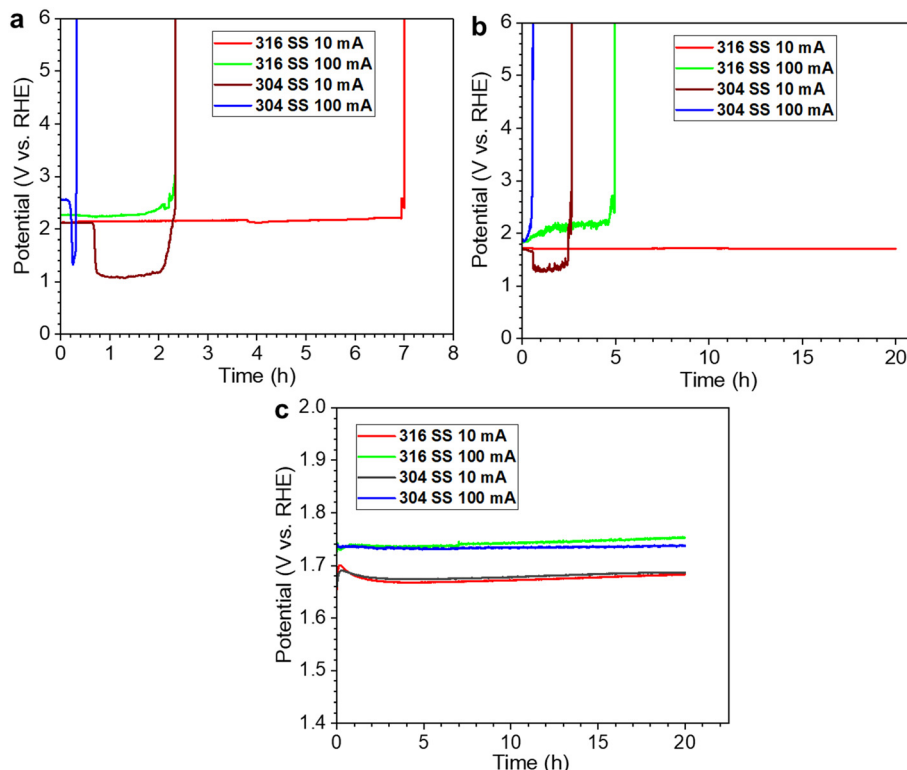 a
6
5
4
3
2
1
0
Potential (V vs. RHE)
316 SS 10 mA
316 SS 100 mA
304 SS 10 mA
304 SS 100 mA
0 1 2 3 4 5 6 7 8
Time (h)
b
6
5
4
3
2
1
0
Potential (V vs. RHE)
316 SS 10 mA
316 SS 100 mA
304 SS 10 mA
304 SS 100 mA
0 5 10 15 20
Time (h)
c
2.0
1.9
1.8
1.7
1.6
1.5
1.4
Potential (V vs. RHE)
316 SS 10 mA
316 SS 100 mA
304 SS 10 mA
304 SS 100 mA
0 5 10 15 20
Time (h)